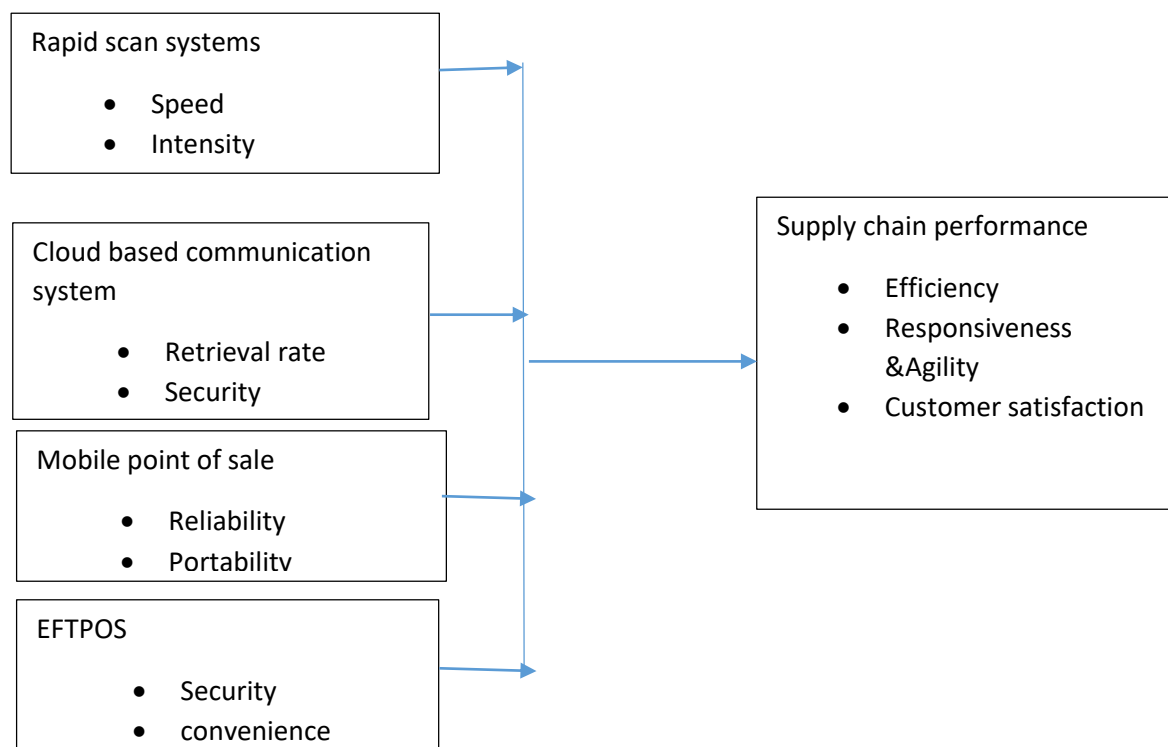 Rapid scan systems
• Speed
• Intensity
Cloud based communication
system
• Retrieval rate
• Security
Mobile point of sale
• Reliability
• Portability
EFTPOS
• Security
• convenience
Supply chain performance
• Efficiency
• Responsiveness
&Agility
• Customer satisfaction